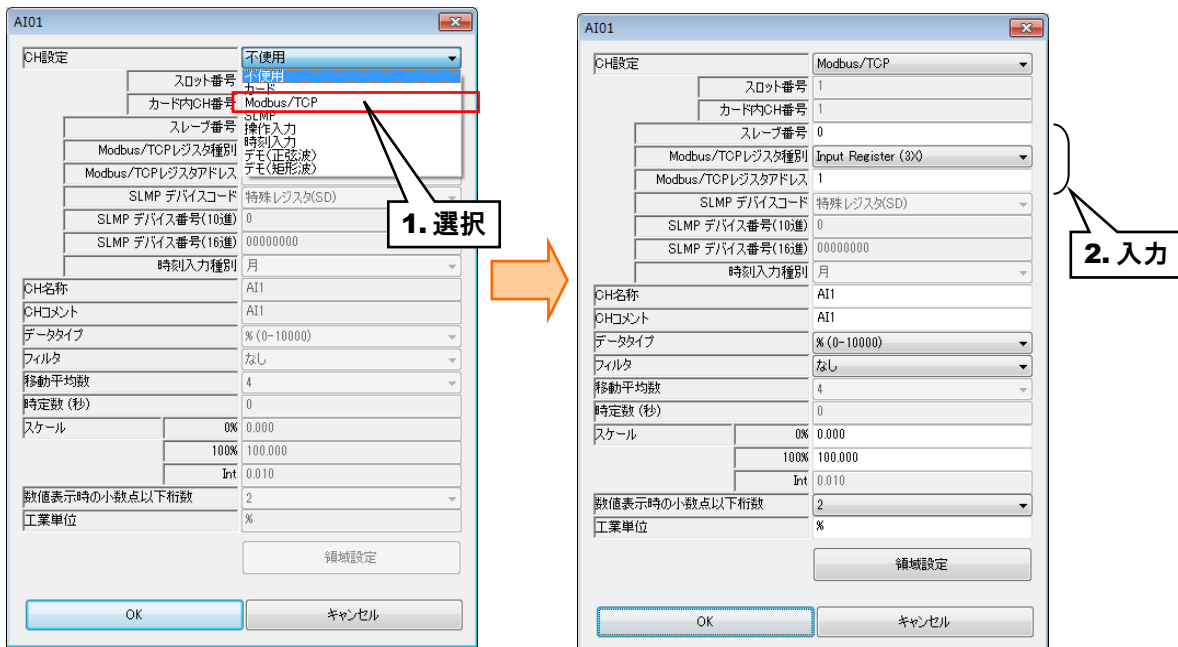 AI01
CH設定 不使用
不使用
スロット番号
カード
カード内CH番号
Modbus/TCP
SLMP
スレーブ番号
操作入力
時刻入力
Modbus/TCPレジスタ種別
デモ(正弦波)
デモ(矩形波)
Modbus/TCPレジスタアドレス
SLMP デバイスコード 特殊レジスタ(SD)
SLMP デバイス番号(10進) 0
SLMP デバイス番号(16進) 00000000
時刻入力種別 月
CH名称 AI1
CHコメント AI1
データタイプ % (0-10000)
フィルタ なし
移動平均数 4
時定数 (秒) 0
スケール 0% 0.000
100% 100.000
Int 0.010
数値表示時の小数点以下桁数 2
工業単位 %
領域設定
OK キャンセル
1. 選択
AI01
CH設定 Modbus/TCP
スロット番号 1
カード内CH番号 1
スレーブ番号 0
Modbus/TCPレジスタ種別 Input Register (3X)
Modbus/TCPレジスタアドレス 1
SLMP デバイスコード 特殊レジスタ(SD)
SLMP デバイス番号(10進) 0
SLMP デバイス番号(16進) 00000000
時刻入力種別 月
CH名称 AI1
CHコメント AI1
データタイプ % (0-10000)
フィルタ なし
移動平均数 4
時定数 (秒) 0
スケール 0% 0.000
100% 100.000
Int 0.010
数値表示時の小数点以下桁数 2
工業単位 %
領域設定
OK キャンセル
2. 入力